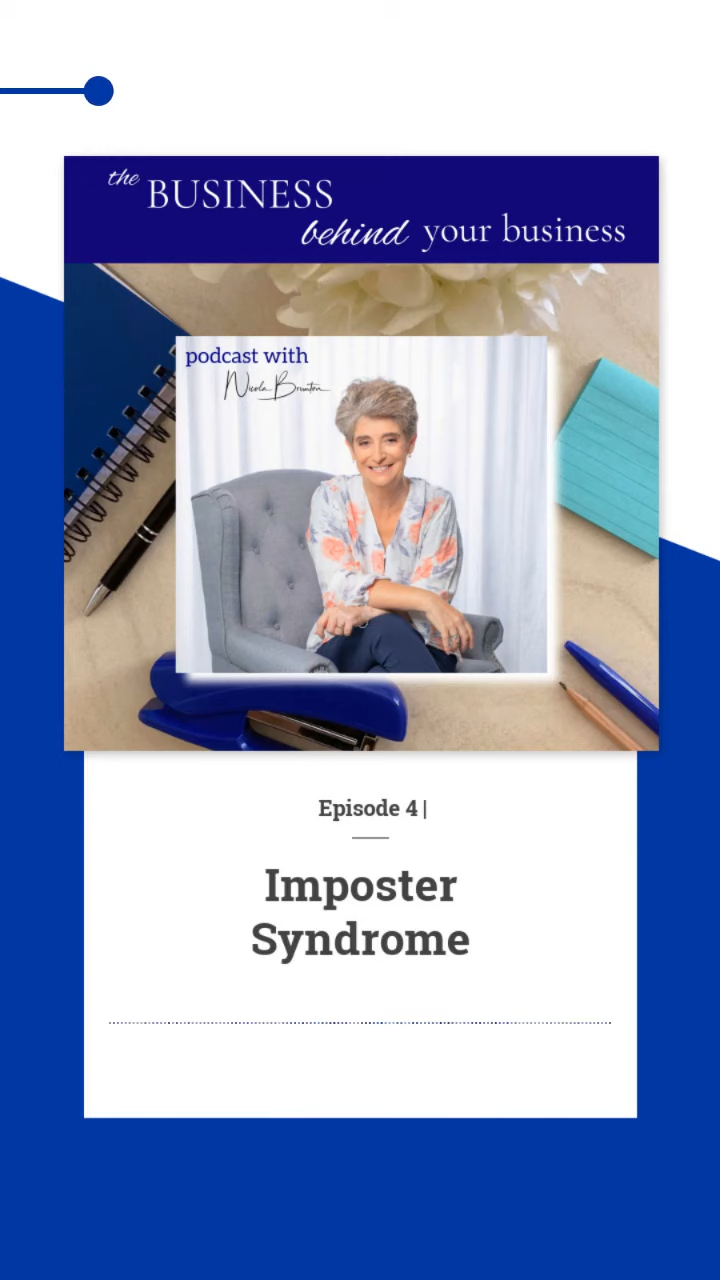 the BUSINESS
behind your business
podcast with
Nicola Brunton
Episode 4 |
Imposter
Syndrome